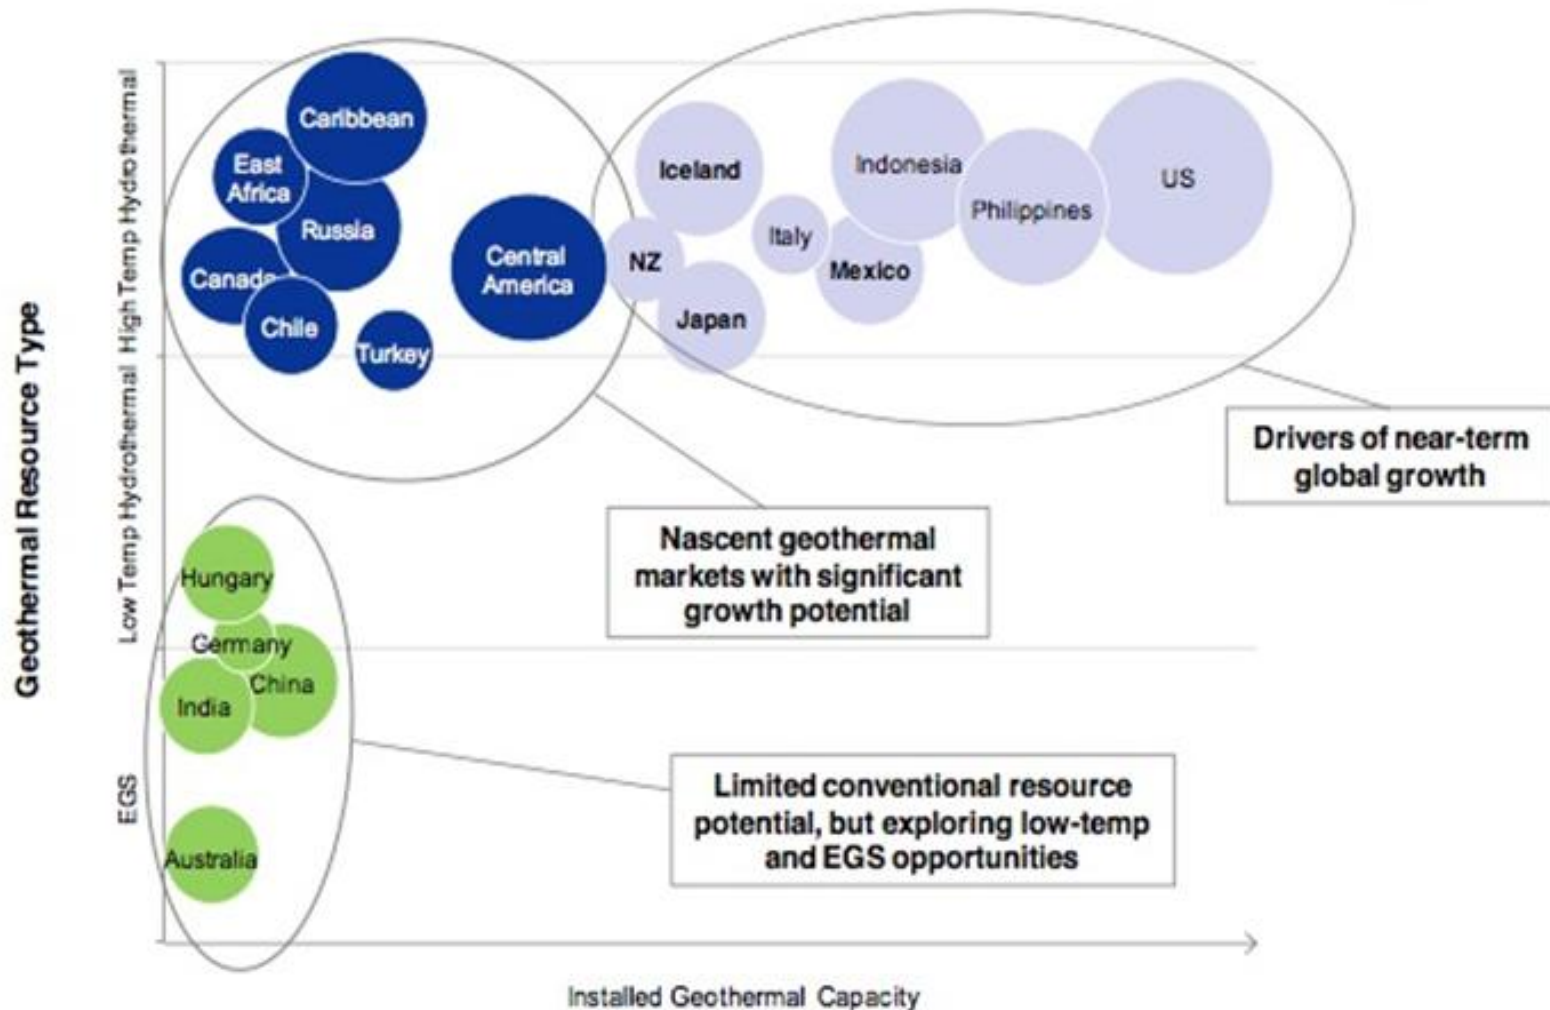 Geothermal Resource Type
High Temp Hydrothermal
Low Temp Hydrothermal
EGS
Caribbean
East
Africa
Russia
Canada
Chile
Turkey
Central
America
Iceland
NZ
Japan
Italy
Mexico
Indonesia
Philippines
US
Drivers of near-term
global growth
Nascent geothermal
markets with significant
growth potential
Hungary
Germany
China
India
Australia
Limited conventional resource
potential, but exploring low-temp
and EGS opportunities
Installed Geothermal Capacity